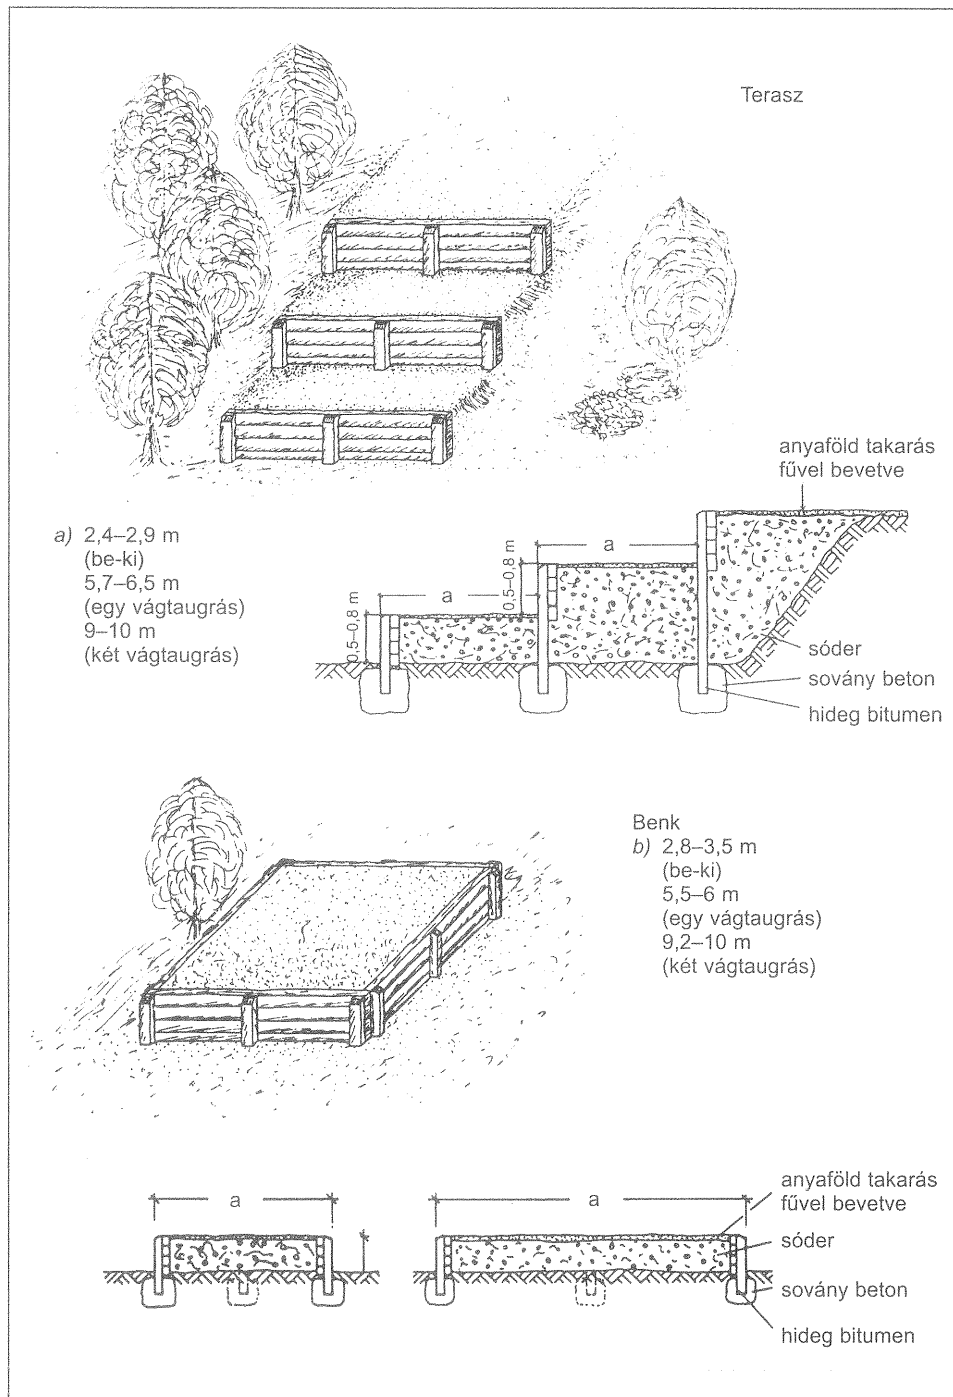 Terasz
anyaföld takarás
fűvel bevetve
a) 2,4–2,9 m
(be-ki)
5,7–6,5 m
(egy vágtaugrás)
9–10 m
(két vágtaugrás)
a
0,5–0,8 m
a
0,5–0,8 m
sóder
sovány beton
hideg bitumen
Benk
b) 2,8–3,5 m
(be-ki)
5,5–6 m
(egy vágtaugrás)
9,2–10 m
(két vágtaugrás)
a
a
anyaföld takarás
fűvel bevetve
sóder
sovány beton
hideg bitumen